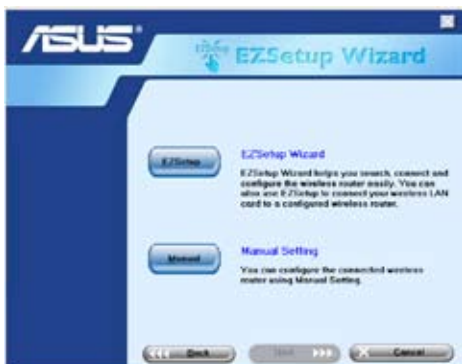 ASUS
EZSetup Wizard
EZSetup
EZSetup Wizard
EZSetup Wizard helps you search, connect and
configure the wireless router easily. You can
also use EZSetup to connect your wireless LAN
card to a configured wireless router.
Manual
Manual Setting
You can configure the connected wireless
router using Manual Setting.
Back
Next
Cancel